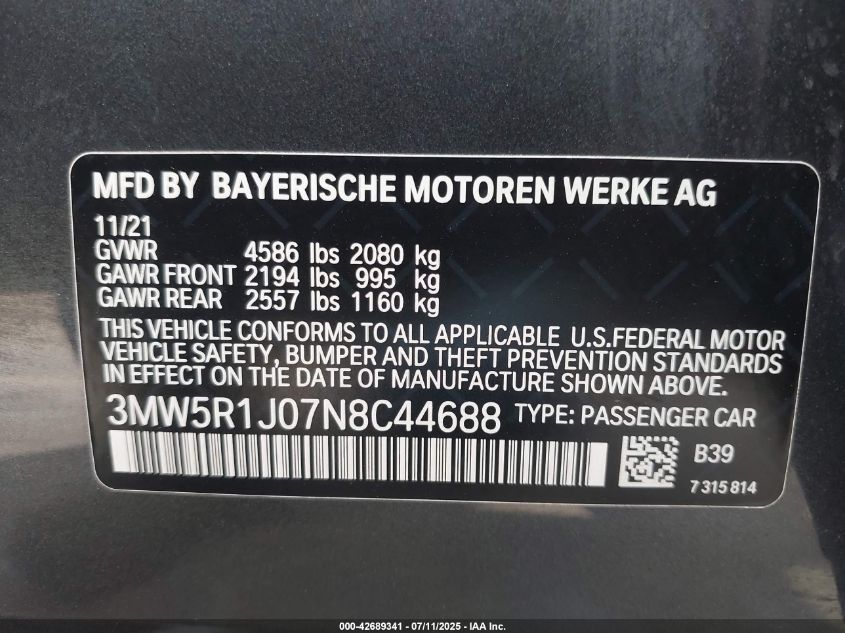 MFD BY BAYERISCHE MOTOREN WERKE AG
11/21
GVWR 4586 lbs 2080 kg
GAWR FRONT 2194 lbs 995 kg
GAWR REAR 2557 lbs 1160 kg
THIS VEHICLE CONFORMS TO ALL APPLICABLE U.S.FEDERAL MOTOR
VEHICLE SAFETY, BUMPER AND THEFT PREVENTION STANDARDS
IN EFFECT ON THE DATE OF MANUFACTURE SHOWN ABOVE.
3MW5R1J07N8C44688 TYPE: PASSENGER CAR
B39
7 315 814
000-42689341 - 07/11/2025 - IAA Inc.